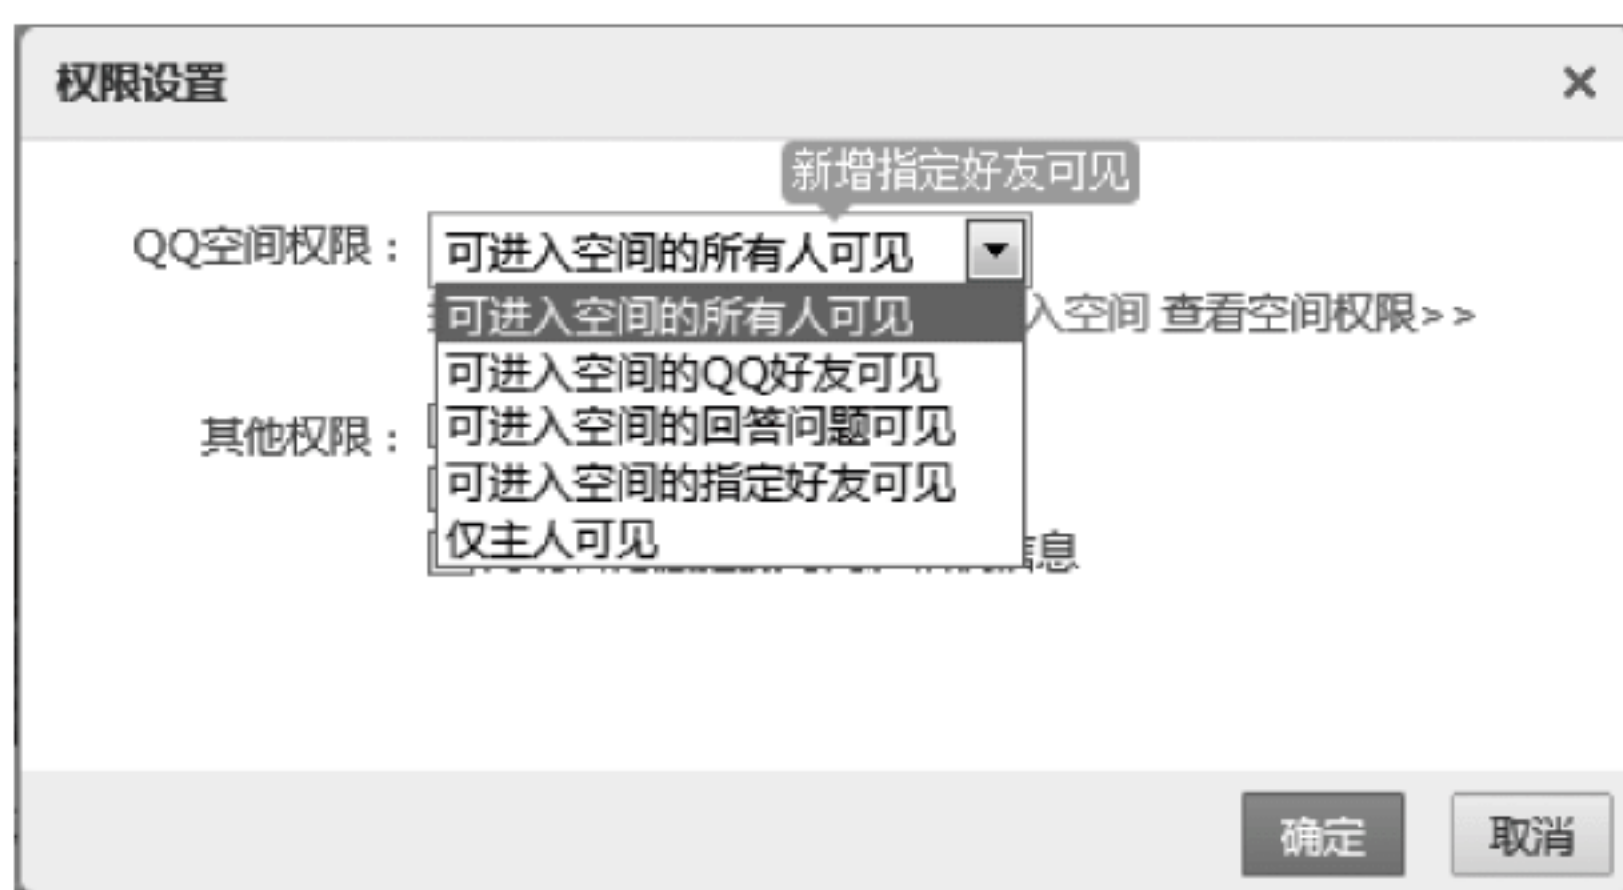 权限设置
新增指定好友可见
QQ空间权限： 可进入空间的所有人可见
可进入空间的所有人可见 入空间 查看空间权限>>
可进入空间的QQ好友可见
其他权限： 可进入空间的回答问题可见
可进入空间的指定好友可见
仅主人可见 信息
确定 取消